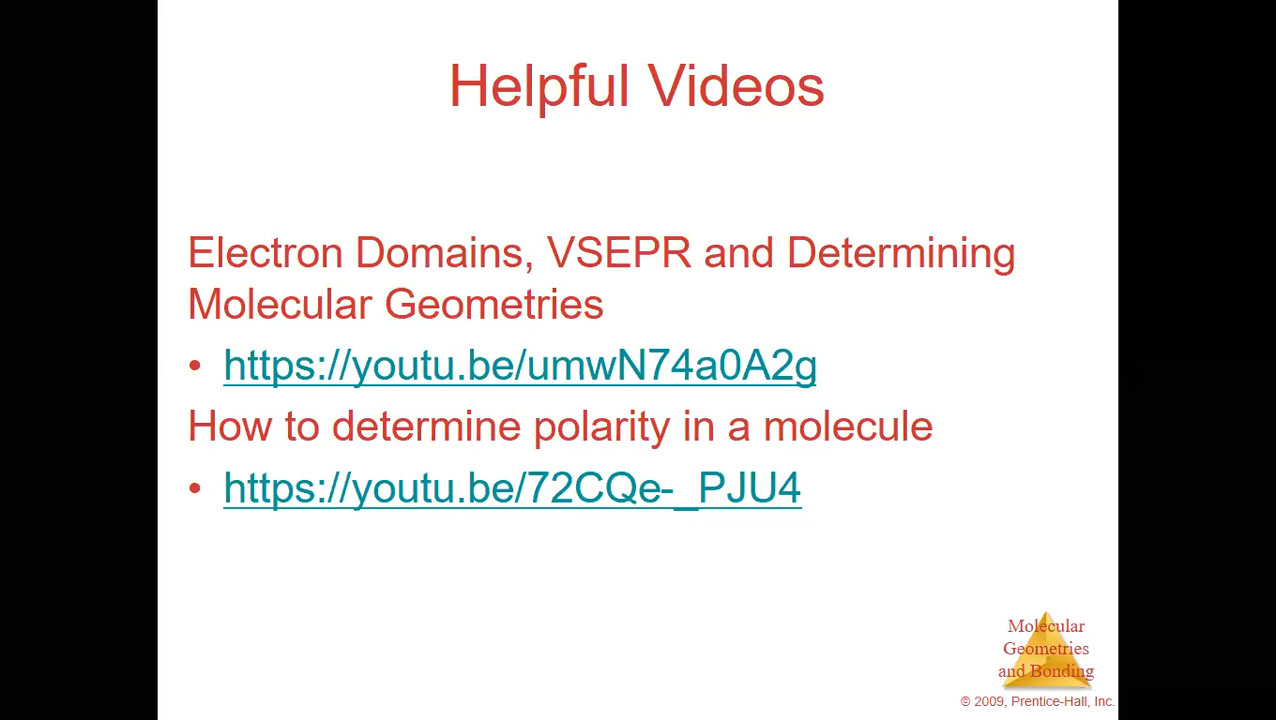 Helpful Videos
Electron Domains, VSEPR and Determining
Molecular Geometries
• https://youtu.be/umwN74a0A2g
How to determine polarity in a molecule
• https://youtu.be/72CQe-_PJU4
Molecular
Geometries
and Bonding
© 2009, Prentice-Hall, Inc.